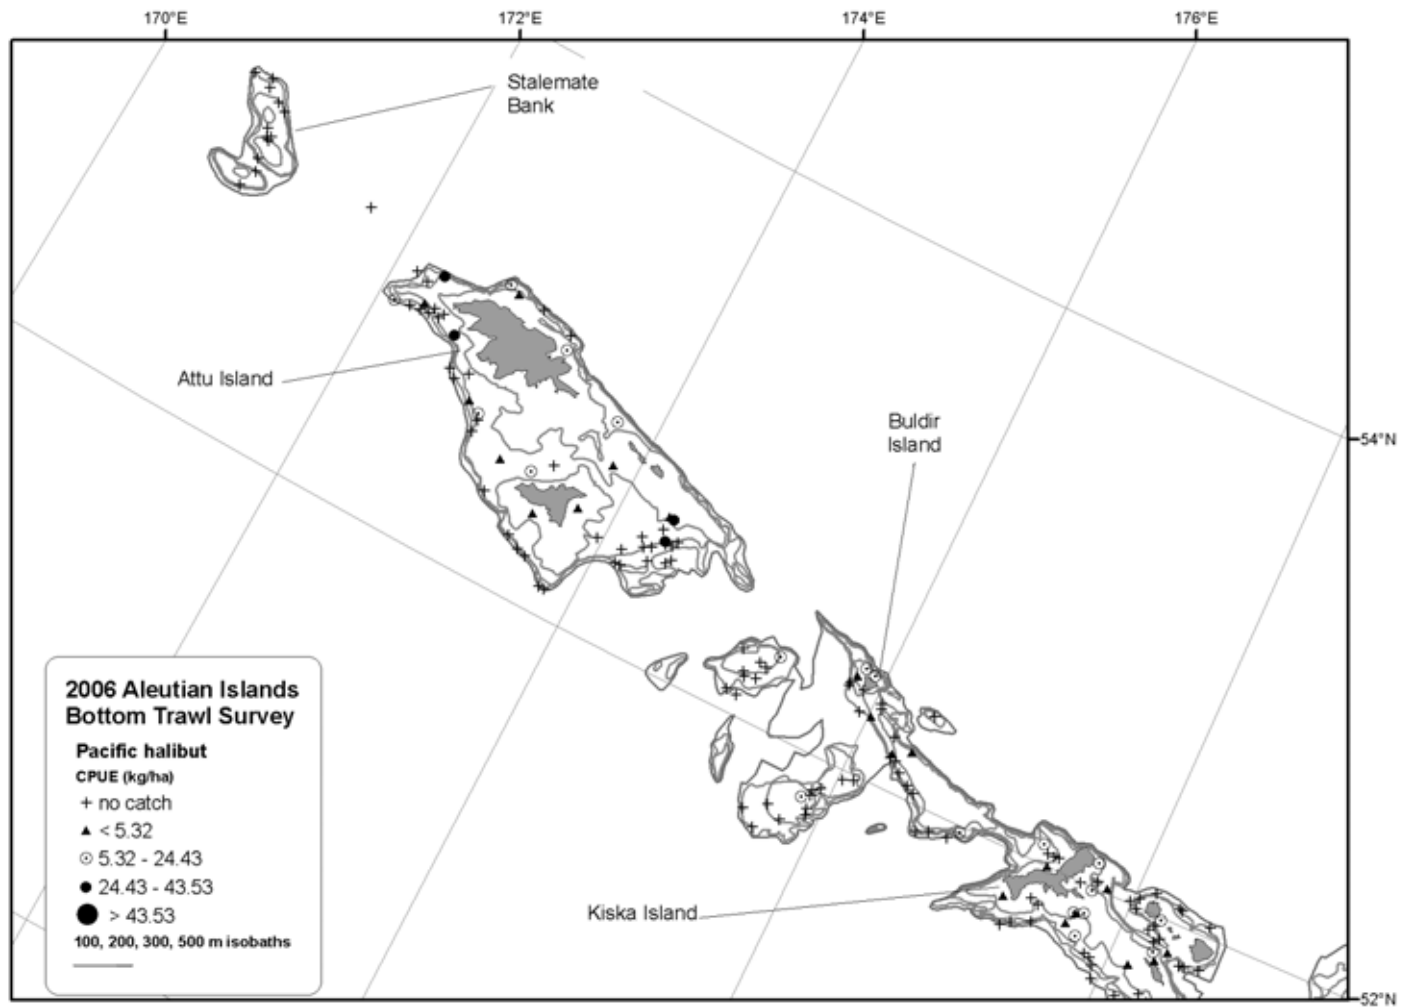 170°E
172°E
174°E
176°E
Stalemate
Bank
Attu Island
Buldir
Island
54°N
2006 Aleutian Islands
Bottom Trawl Survey
Pacific halibut
CPUE (kg/ha)
+ no catch
▲ < 5.32
⊙ 5.32 - 24.43
● 24.43 - 43.53
● > 43.53
100, 200, 300, 500 m isobaths
Kiska Island
52°N